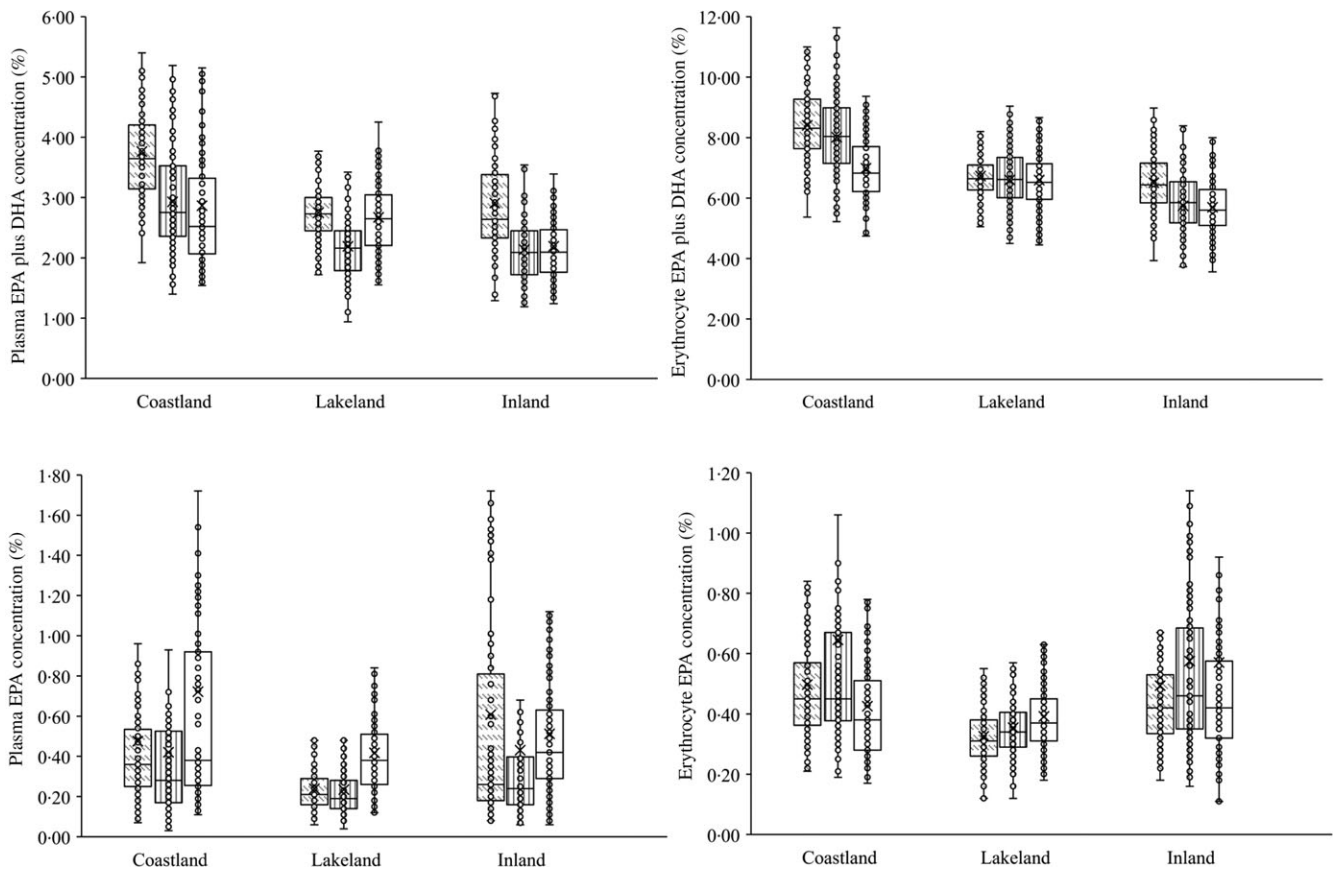 Plasma EPA plus DHA concentration (%)
6·00
5·00
4·00
3·00
2·00
1·00
0·00
Coastland
Lakeland
Inland
Erythrocyte EPA plus DHA concentration (%)
12·00
10·00
8·00
6·00
4·00
2·00
0·00
Coastland
Lakeland
Inland
Plasma EPA concentration (%)
1·80
1·60
1·40
1·20
1·00
0·80
0·60
0·40
0·20
0·00
Coastland
Lakeland
Inland
Erythrocyte EPA concentration (%)
1·20
1·00
0·80
0·60
0·40
0·20
0·00
Coastland
Lakeland
Inland